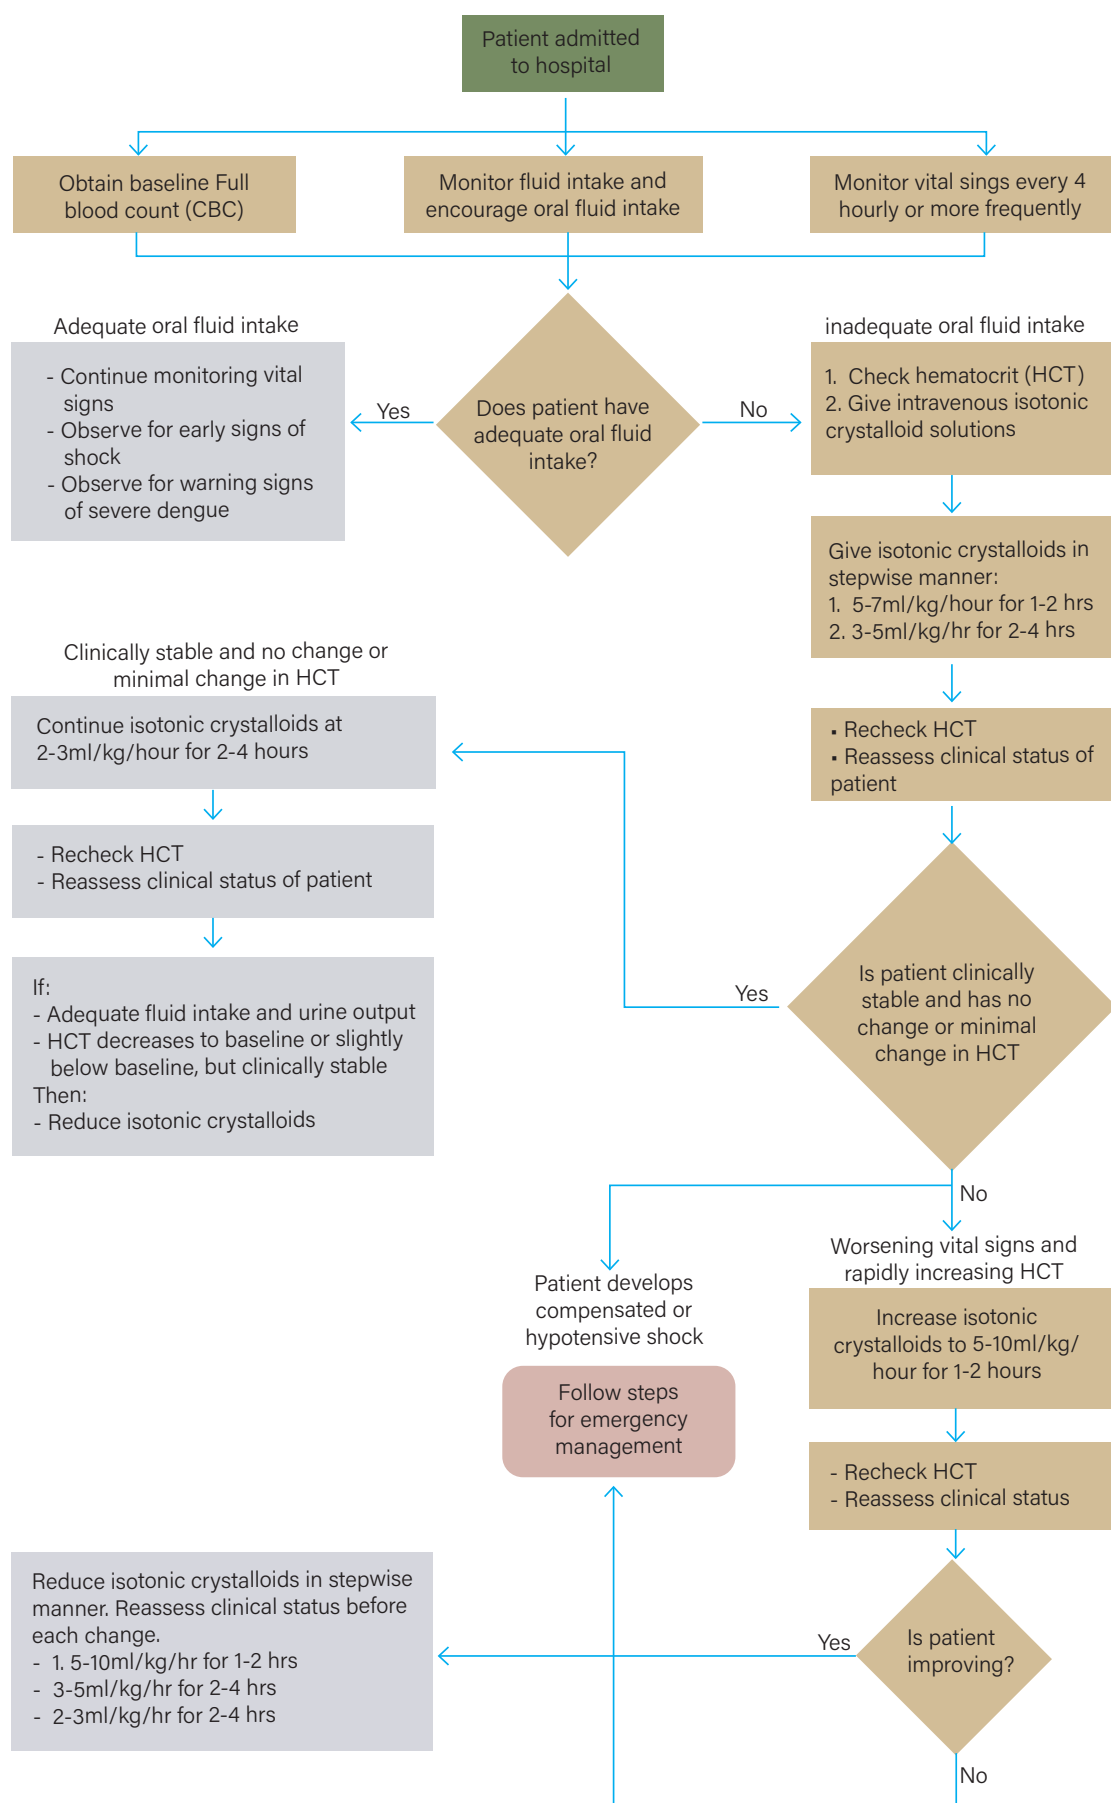 Patient admitted
to hospital
Obtain baseline Full
blood count (CBC)
Monitor fluid intake and
encourage oral fluid intake
Monitor vital sings every 4
hourly or more frequently
Adequate oral fluid intake
- Continue monitoring vital
signs
- Observe for early signs of
shock
- Observe for warning signs
of severe dengue
Yes
Does patient have
adequate oral fluid
intake?
No
inadequate oral fluid intake
1. Check hematocrit (HCT)
2. Give intravenous isotonic
crystalloid solutions
Give isotonic crystalloids in
stepwise manner:
1. 5-7ml/kg/hour for 1-2 hrs
2. 3-5ml/kg/hr for 2-4 hrs
▪ Recheck HCT
▪ Reassess clinical status of
patient
Clinically stable and no change or
minimal change in HCT
Continue isotonic crystalloids at
2-3ml/kg/hour for 2-4 hours
- Recheck HCT
- Reassess clinical status of patient
If:
- Adequate fluid intake and urine output
- HCT decreases to baseline or slightly
below baseline, but clinically stable
Then:
- Reduce isotonic crystalloids
Yes
Is patient clinically
stable and has no
change or minimal
change in HCT
No
Patient develops
compensated or
hypotensive shock
Follow steps
for emergency
management
Worsening vital signs and
rapidly increasing HCT
Increase isotonic
crystalloids to 5-10ml/kg/
hour for 1-2 hours
- Recheck HCT
- Reassess clinical status
Reduce isotonic crystalloids in stepwise
manner. Reassess clinical status before
each change.
- 1. 5-10ml/kg/hr for 1-2 hrs
- 3-5ml/kg/hr for 2-4 hrs
- 2-3ml/kg/hr for 2-4 hrs
Yes
Is patient
improving?
No